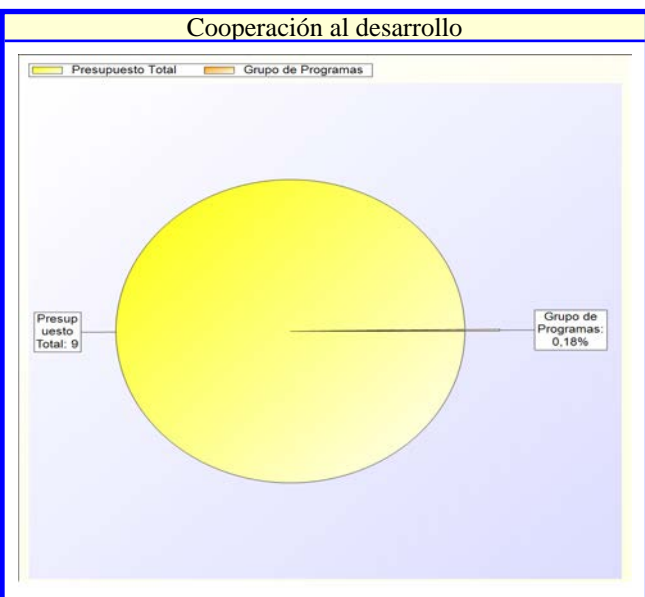 Cooperación al desarrollo
Presupuesto Total Grupo de Programas
Presup
uesto
Total: 9
Grupo de
Programas:
0,18%